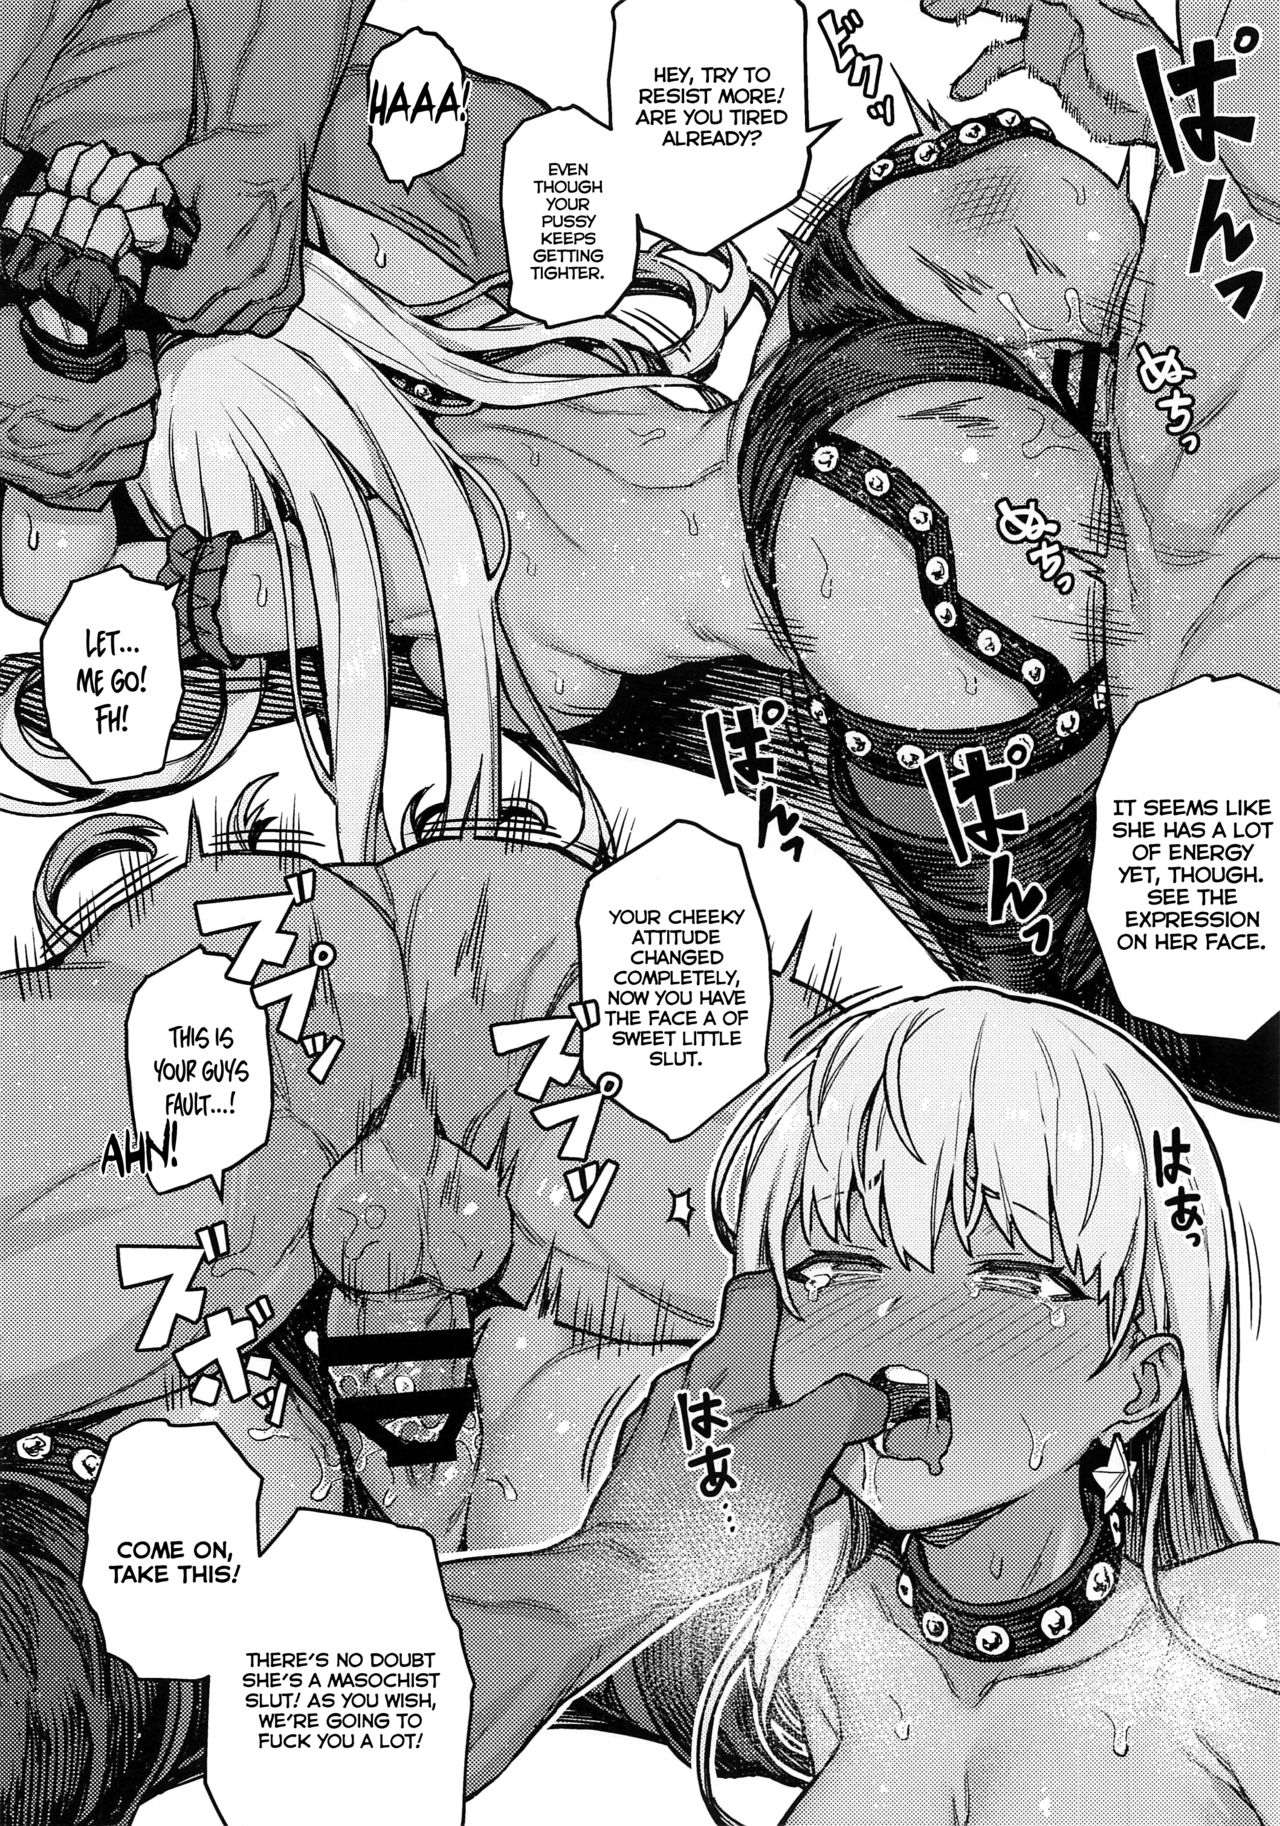 ぱんっ
ビクッ
HEY, TRY TO
RESIST MORE!
ARE YOU TIRED
ALREADY?
EVEN
THOUGH
YOUR
PUSSY
KEEPS
GETTING
TIGHTER.
HAAA!
ぬちっ
ぬちっ
LET...
ME GO!
FH!
ぱんっ
ぱんっ
IT SEEMS LIKE
SHE HAS A LOT
OF ENERGY
YET, THOUGH.
SEE THE
EXPRESSION
ON HER FACE.
YOUR CHEEKY
ATTITUDE
CHANGED
COMPLETELY,
NOW YOU HAVE
THE FACE A OF
SWEET LITTLE
SLUT.
ズプッ
ズプッ
THIS IS
YOUR GUYS
FAULT...!
AHN!
はあっ
はあ…
COME ON,
TAKE THIS!
THERE'S NO DOUBT
SHE'S A MASOCHIST
SLUT! AS YOU WISH,
WE'RE GOING TO
FUCK YOU A LOT!